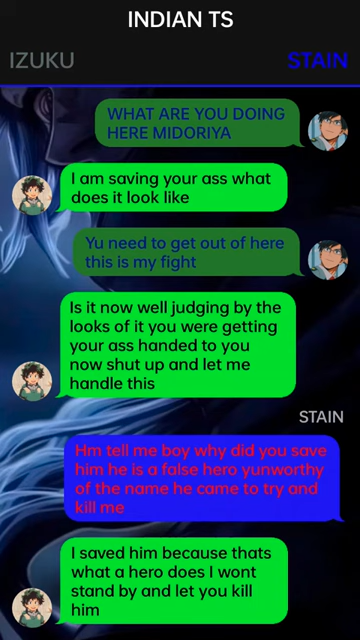 INDIAN TS
IZUKU
STAIN
WHAT ARE YOU DOING
HERE MIDORIYA
I am saving your ass what
does it look like
Yu need to get out of here
this is my fight
Is it now well judging by the
looks of it you were getting
your ass handed to you
now shut up and let me
handle this
STAIN
Hm tell me boy why did you save
him he is a false hero yunworthy
of the name he came to try and
kill me
I saved him because thats
what a hero does I wont
stand by and let you kill
him